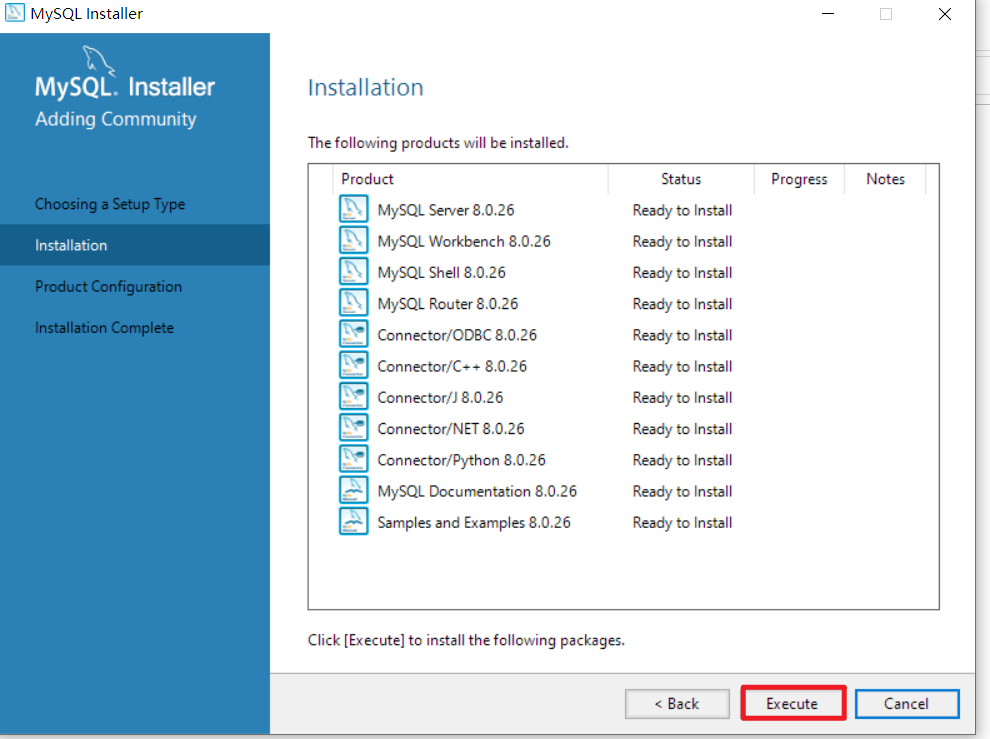 MySQL Installer
MySQL. Installer
Adding Community
Choosing a Setup Type
Installation
Product Configuration
Installation Complete
Installation
The following products will be installed.
Product Status Progress Notes
MySQL Server 8.0.26 Ready to Install
MySQL Workbench 8.0.26 Ready to Install
MySQL Shell 8.0.26 Ready to Install
MySQL Router 8.0.26 Ready to Install
Connector/ODBC 8.0.26 Ready to Install
Connector/C++ 8.0.26 Ready to Install
Connector/J 8.0.26 Ready to Install
Connector/NET 8.0.26 Ready to Install
Connector/Python 8.0.26 Ready to Install
MySQL Documentation 8.0.26 Ready to Install
Samples and Examples 8.0.26 Ready to Install
Click [Execute] to install the following packages.
< Back Execute Cancel